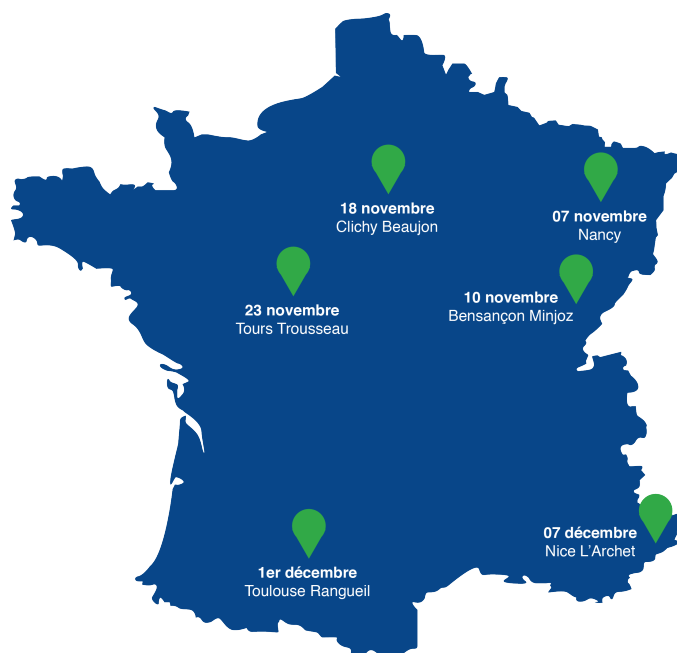 18 novembre
Clichy Beaujon
07 novembre
Nancy
23 novembre
Tours Trousseau
10 novembre
Bensançon Minjoz
1er décembre
Toulouse Rangueil
07 décembre
Nice L'Archet